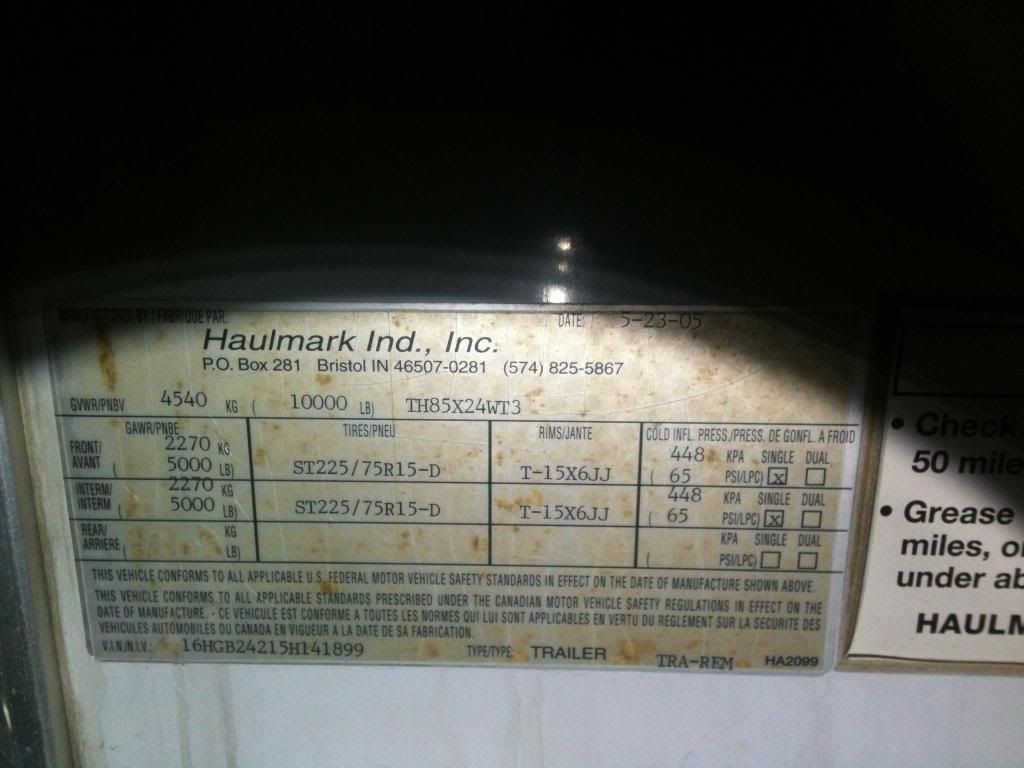 MANUFACTURED BY / FABRIQUE PAR: DATE: 5-23-05
Haulmark Ind., Inc.
P.O. Box 281 Bristol IN 46507-0281 (574) 825-5867
GVWR/PNBV 4540 KG ( 10000 LB) TH85X24WT3
GAWR/PNBE TIRES/PNEU RIMS/JANTE COLD INFL. PRESS./PRESS. DE GONFL. A FROID
FRONT/ 2270 KG 448 KPA SINGLE DUAL
AVANT ( 5000 LB) ST225/75R15-D T-15X6JJ ( 65 PSI/LPC) X
INTERM/ 2270 KG 448 KPA SINGLE DUAL
INTERM ( 5000 LB) ST225/75R15-D T-15X6JJ ( 65 PSI/LPC) X
REAR/ KG KPA SINGLE DUAL
ARRIERE ( LB) ( PSI/LPC)
THIS VEHICLE CONFORMS TO ALL APPLICABLE U.S. FEDERAL MOTOR VEHICLE SAFETY STANDARDS IN EFFECT ON THE DATE OF MANUFACTURE SHOWN ABOVE.
THIS VEHICLE CONFORMS TO ALL APPLICABLE STANDARDS PRESCRIBED UNDER THE CANADIAN MOTOR VEHICLE SAFETY REGULATIONS IN EFFECT ON THE
DATE OF MANUFACTURE. - CE VEHICULE EST CONFORME A TOUTES LES NORMES QUI LUI SONT APPLICABLES EN VERTU DU REGLEMENT SUR LA SECURITE DES
VEHICULES AUTOMOBILES DU CANADA EN VIGUEUR A LA DATE DE SA FABRICATION.
V.I.N./N.I.V.: 16HGB24215H141899 TYPE/TYPE: TRAILER TRA-REM HA2099
• Check
50 mile
• Grease
miles, o
under ab
HAULM